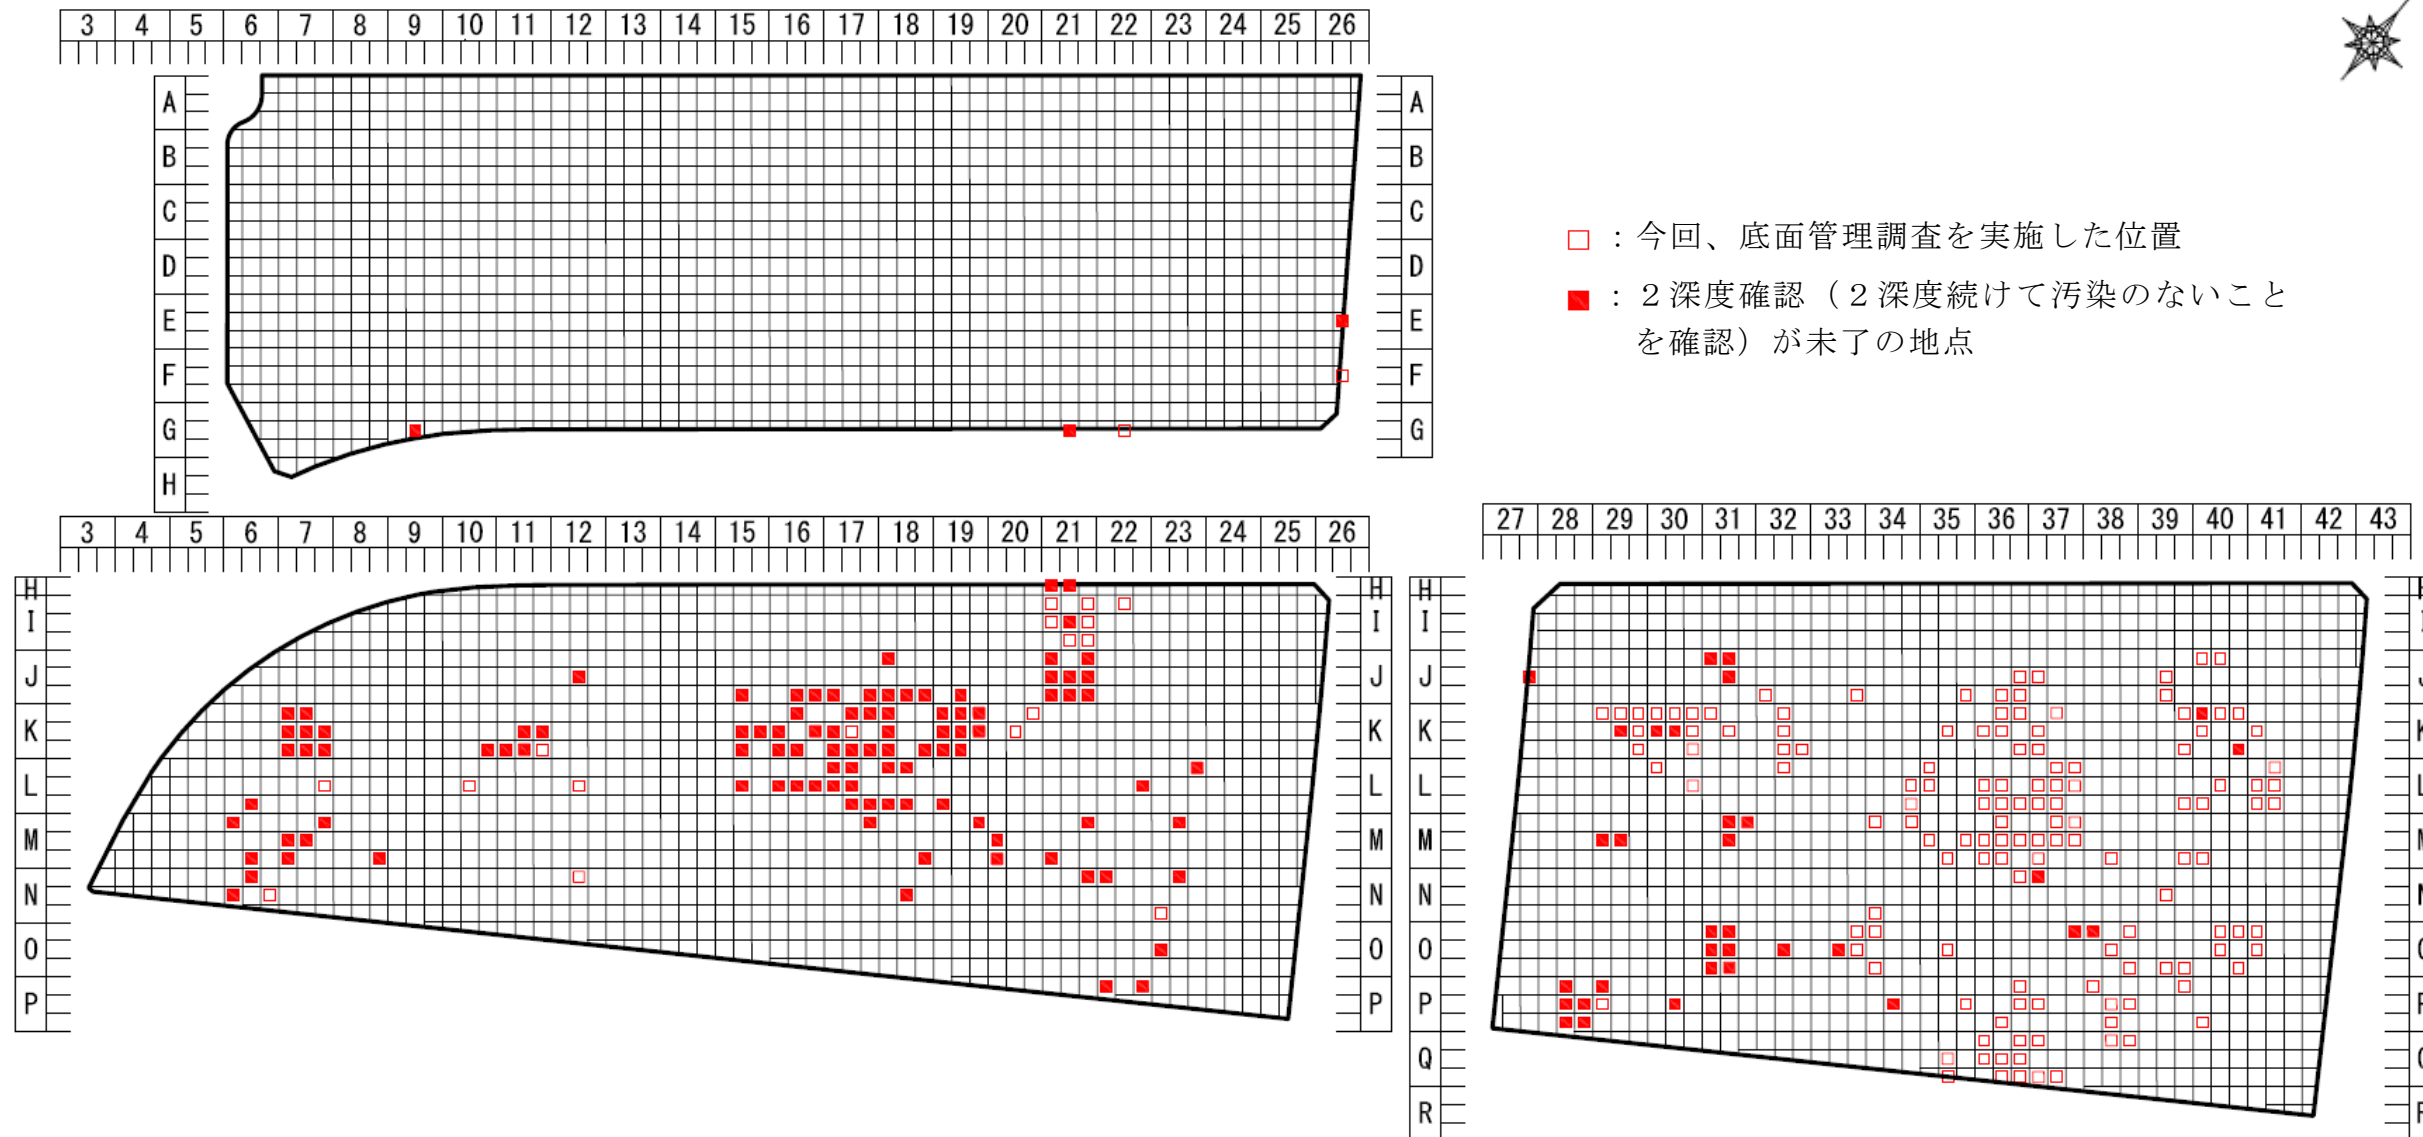 3 4 5 6 7 8 9 10 11 12 13 14 15 16 17 18 19 20 21 22 23 24 25 26
A A
B B
C C
D D
E E
F F
G G
H
□：今回、底面管理調査を実施した位置
■：２深度確認（２深度続けて汚染のないこと
を確認）が未了の地点
3 4 5 6 7 8 9 10 11 12 13 14 15 16 17 18 19 20 21 22 23 24 25 26
H H
I I
J J
K K
L L
M M
N N
O O
P P
27 28 29 30 31 32 33 34 35 36 37 38 39 40 41 42 43
H
I
J
K
L
M
N
O
P
Q
R